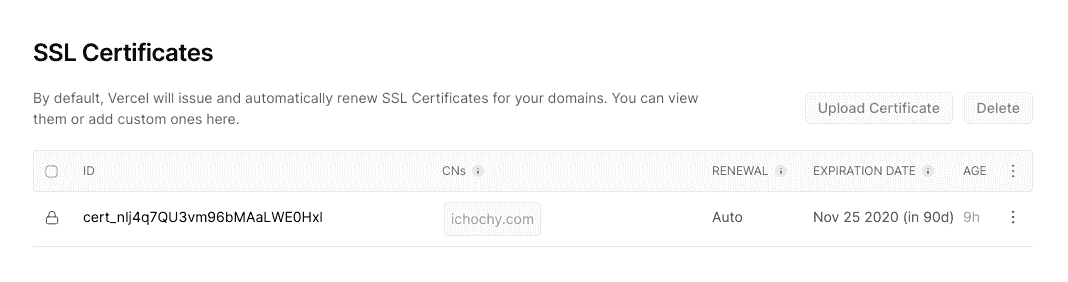 SSL Certificates
By default, Vercel will issue and automatically renew SSL Certificates for your domains. You can view
them or add custom ones here.
Upload Certificate Delete
ID CNs RENEWAL EXPIRATION DATE AGE
cert_nlj4q7QU3vm96bMAaLWE0Hxl ichochy.com Auto Nov 25 2020 (in 90d) 9h